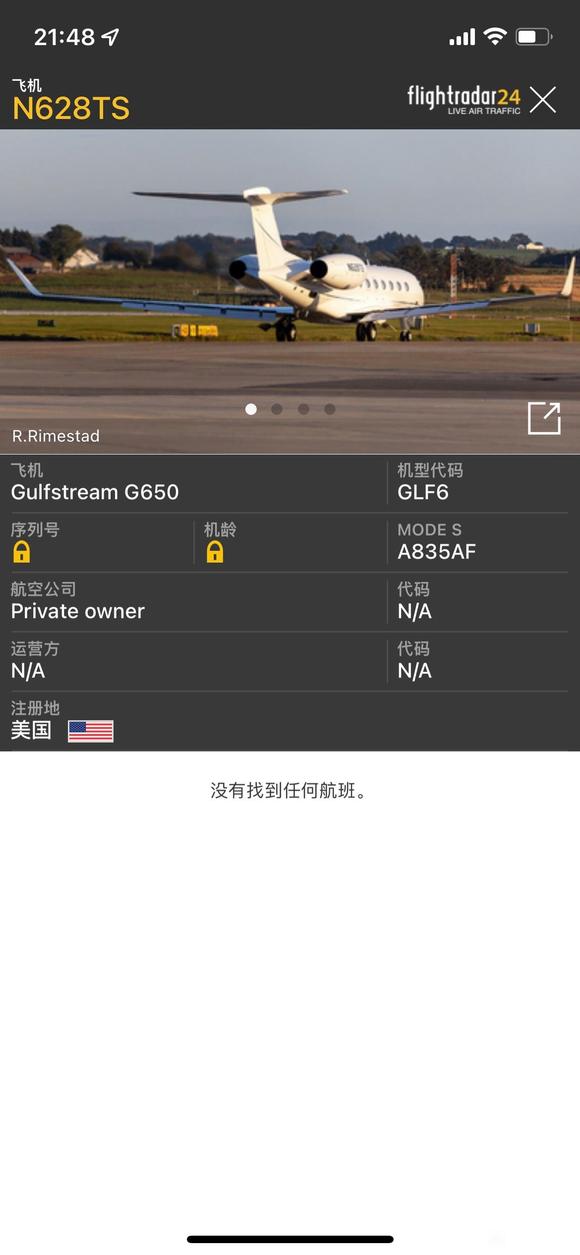 21:48
飞机
N628TS
flightradar24
LIVE AIR TRAFFIC
R.Rimestad
飞机
Gulfstream G650
机型代码
GLF6
序列号
机龄
MODE S
A835AF
航空公司
Private owner
代码
N/A
运营方
N/A
代码
N/A
注册地
美国
没有找到任何航班。